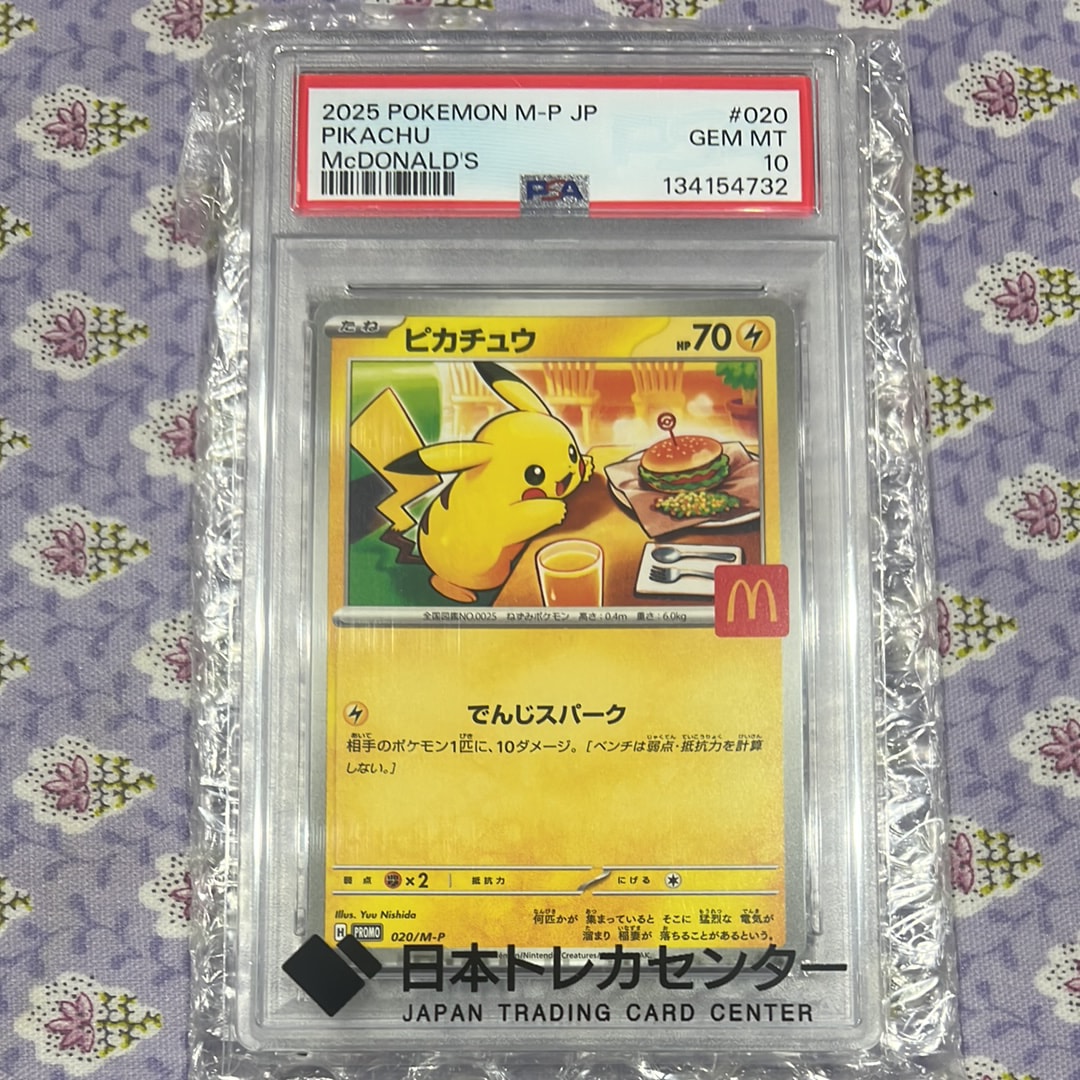 2025 POKEMON M-P JP #020
PIKACHU GEM MT
McDONALD'S 10
PSA 134154732
たね ピカチュウ HP70
全国図鑑NO.0025 ねずみポケモン 高さ:0.4m 重さ:6.0kg
でんじスパーク
相手のポケモン1匹に、10ダメージ。[ベンチは弱点・抵抗力を計算
しない。]
弱点 ×2 抵抗力 にげる
Illus. Yuu Nishida
何匹かが 集まっていると そこに 猛烈な 電気が
溜まり 稲妻が 落ちることがあるという。
H PROMO 020/M-P
日本トレカセンター
JAPAN TRADING CARD CENTER